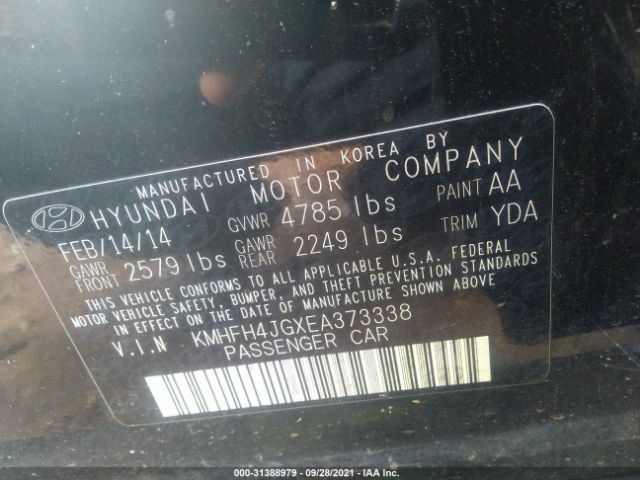 MANUFACTURED IN KOREA BY
HYUNDAI MOTOR COMPANY
FEB/14/14 GVWR 4785 lbs PAINT AA
GAWR FRONT 2579 lbs GAWR REAR 2249 lbs TRIM YDA
THIS VEHICLE CONFORMS TO ALL APPLICABLE U.S.A. FEDERAL
MOTOR VEHICLE SAFETY, BUMPER, AND THEFT PREVENTION STANDARDS
IN EFFECT ON THE DATE OF MANUFACTURE SHOWN ABOVE
V.I.N KMHFH4JGXEA373338
PASSENGER CAR
000-31388979 - 09/28/2021 - IAA Inc.